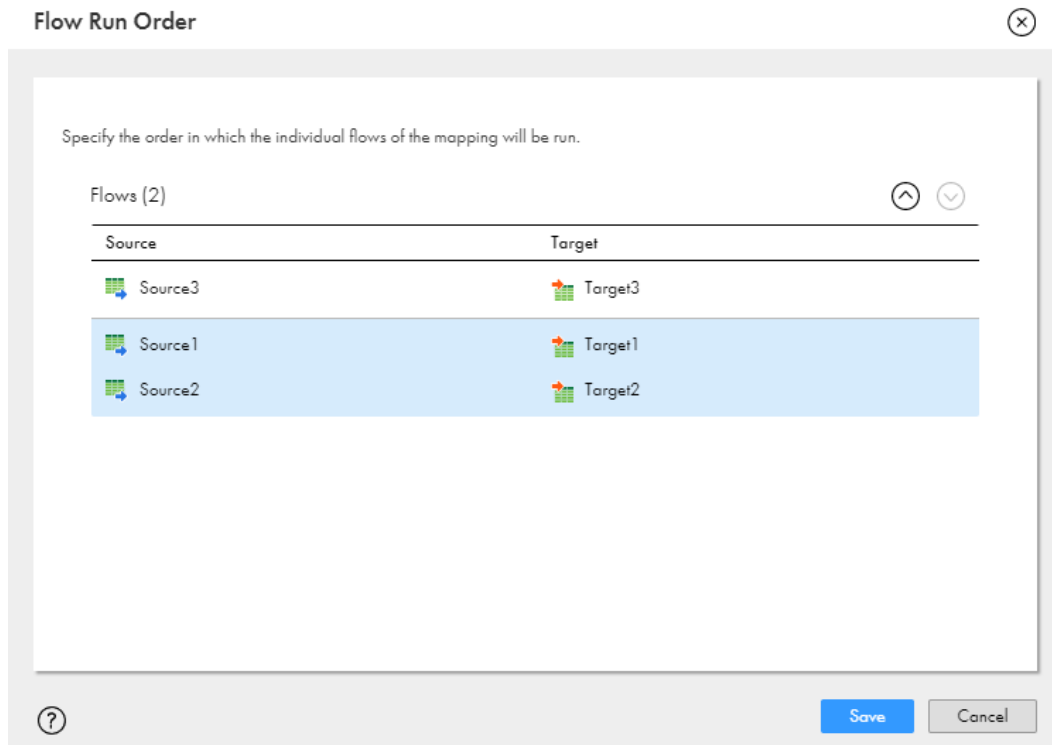 Flow Run Order
Specify the order in which the individual flows of the mapping will be run.
Flows (2)
Source Target
Source3 Target3
Source1 Target1
Source2 Target2
?
Save Cancel